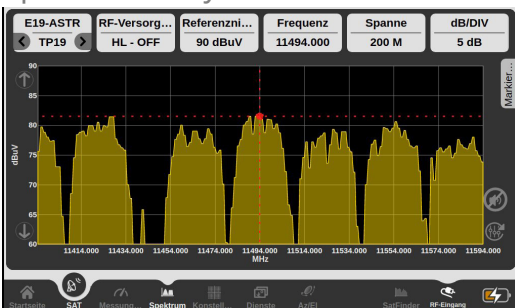 E19-ASTR RF-Versorg... Referenzni... Frequenz Spanne dB/DIV
TP19 HL - OFF 90 dBuV 11494.000 200 M 5 dB
Markier...
90
85
80
75
70
65
60
dBuV
11414.000 11434.000 11454.000 11474.000 11494.000 11514.000 11534.000 11554.000 11574.000 11594.000
MHz
Startseite SAT Messung... Spektrum Konstell... Dienste Az/El SatFinder RF-Eingang